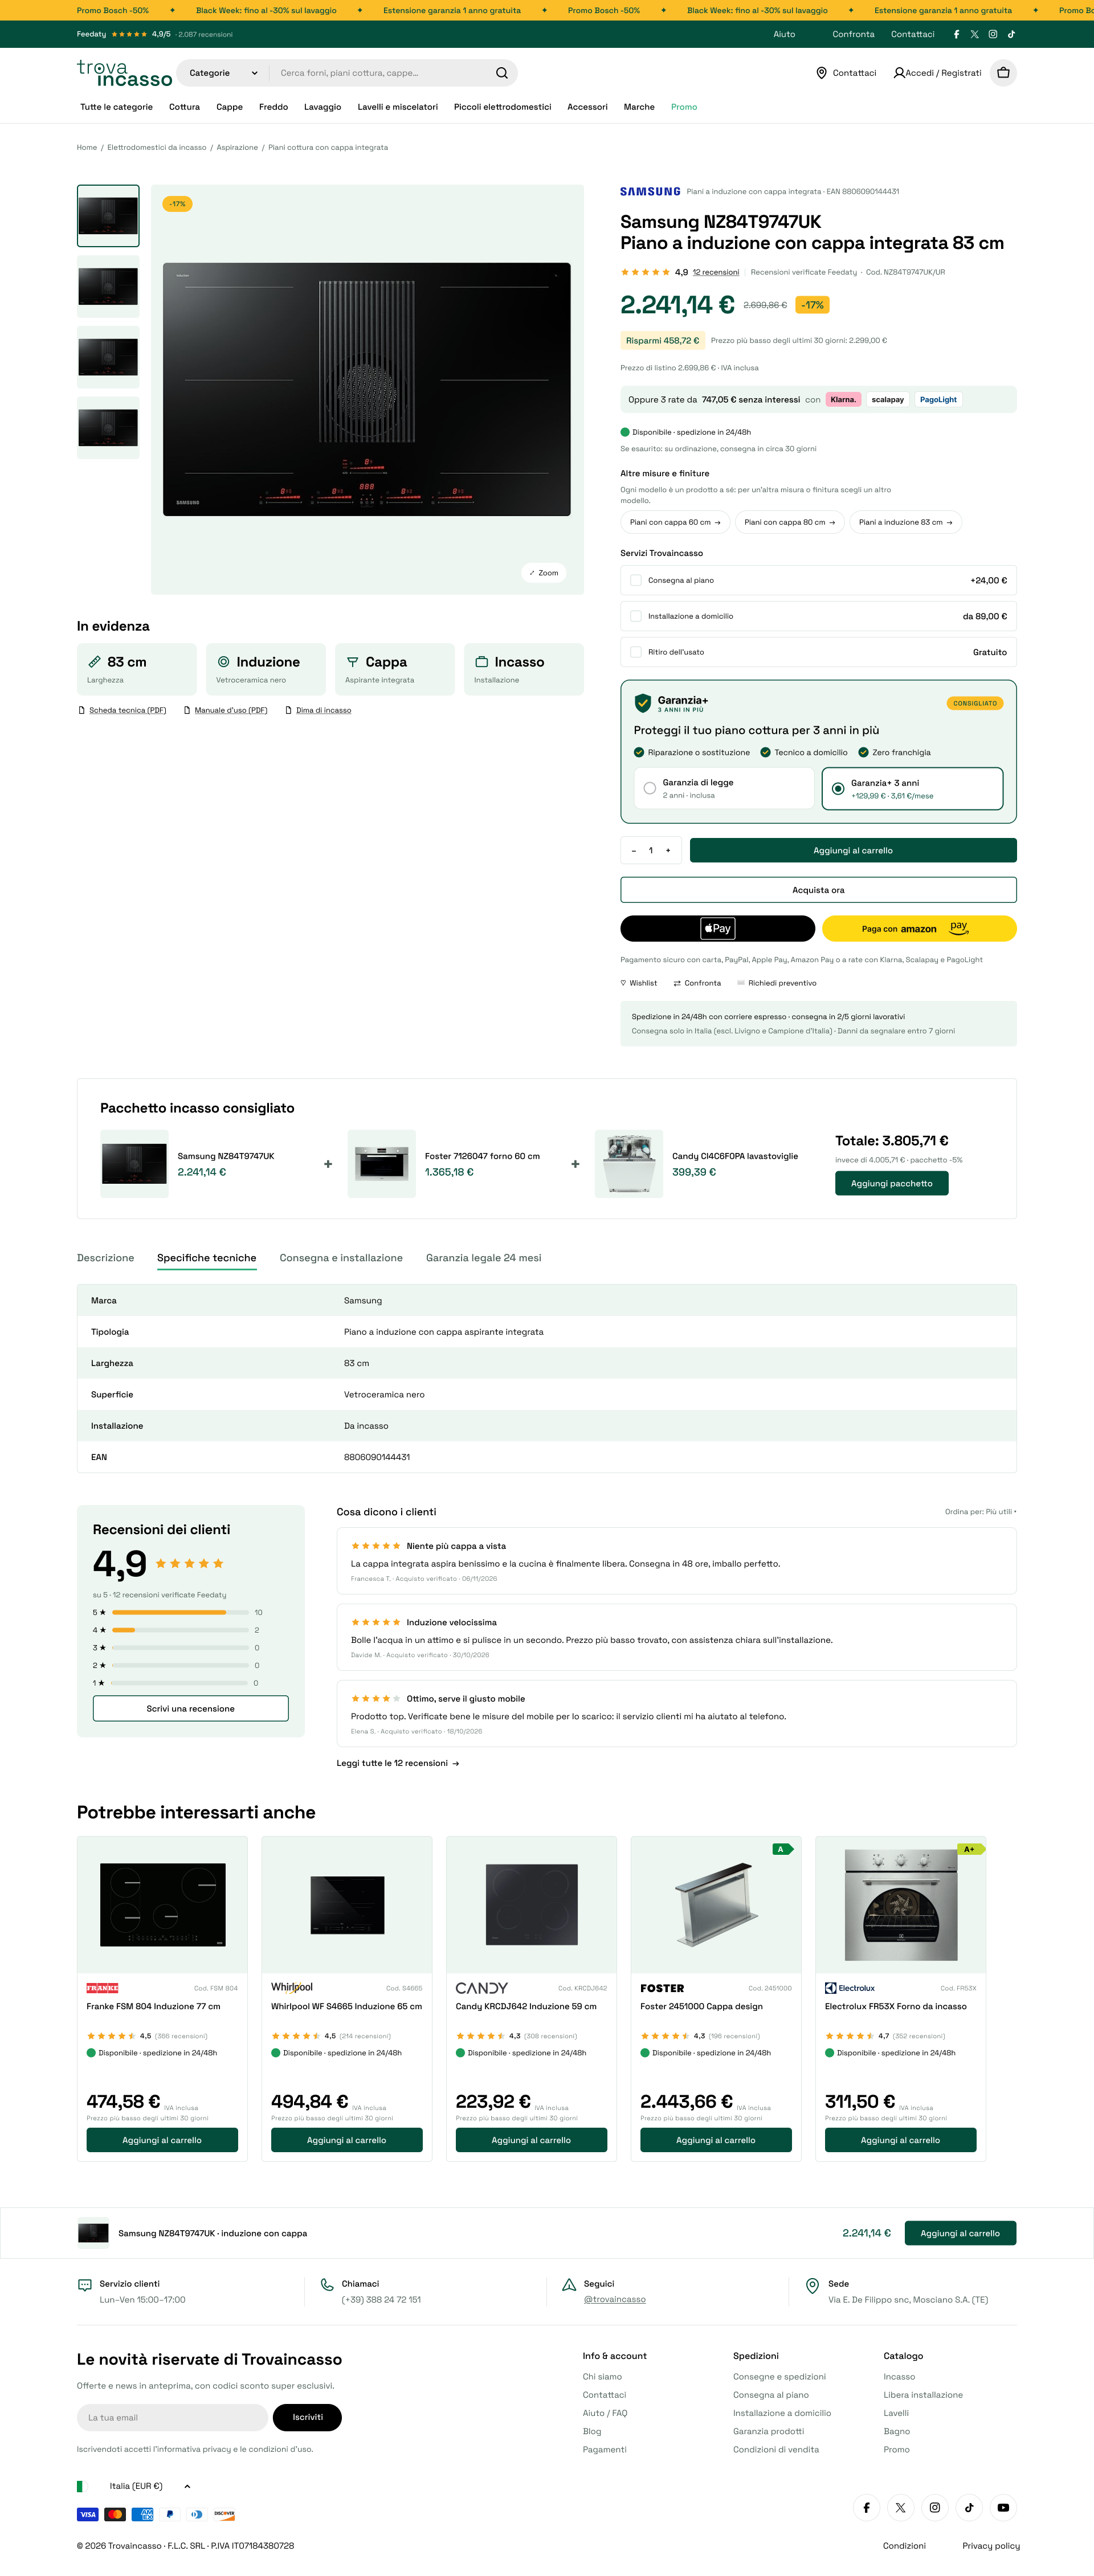 Promo Bosch -50% ✦ Black Week: fino al -30% sul lavaggio ✦ Estensione garanzia 1 anno gratuita ✦ Promo Bosch -50% ✦ Black Week: fino al -30% sul lavaggio ✦ Estensione garanzia 1 anno gratuita ✦ Promo Bo
Feedaty ★★★★★ 4,9/5 · 2.087 recensioni
Aiuto Confronta Contattaci
trova incasso
Categorie Cerca forni, piani cottura, cappe...
Contattaci Accedi / Registrati
Tutte le categorie Cottura Cappe Freddo Lavaggio Lavelli e miscelatori Piccoli elettrodomestici Accessori Marche Promo
Home / Elettrodomestici da incasso / Aspirazione / Piani cottura con cappa integrata
-17%
SAMSUNG
Zoom
SAMSUNG Piani a induzione con cappa integrata · EAN 8806090144431
Samsung NZ84T9747UK
Piano a induzione con cappa integrata 83 cm
★★★★★ 4,9 12 recensioni | Recensioni verificate Feedaty · Cod. NZ84T9747UK/UR
2.241,14 € 2.699,86 € -17%
Risparmi 458,72 € Prezzo più basso degli ultimi 30 giorni: 2.299,00 €
Prezzo di listino 2.699,86 € · IVA inclusa
Oppure 3 rate da 747,05 € senza interessi con Klarna. scalapay PagoLight
Disponibile · spedizione in 24/48h
Se esaurito: su ordinazione, consegna in circa 30 giorni
Altre misure e finiture
Ogni modello è un prodotto a sé: per un'altra misura o finitura scegli un altro
modello.
Piani con cappa 60 cm → Piani con cappa 80 cm → Piani a induzione 83 cm →
Servizi Trovaincasso
Consegna al piano +24,00 €
Installazione a domicilio da 89,00 €
Ritiro dell'usato Gratuito
Garanzia+
3 ANNI IN PIÙ
CONSIGLIATO
Proteggi il tuo piano cottura per 3 anni in più
Riparazione o sostituzione Tecnico a domicilio Zero franchigia
Garanzia di legge
2 anni · inclusa
Garanzia+ 3 anni
+129,99 € · 3,61 €/mese
− 1 + Aggiungi al carrello
Acquista ora
Pay
Paga con amazon pay
Pagamento sicuro con carta, PayPal, Apple Pay, Amazon Pay o a rate con Klarna, Scalapay e PagoLight
Wishlist Confronta Richiedi preventivo
Spedizione in 24/48h con corriere espresso · consegna in 2/5 giorni lavorativi
Consegna solo in Italia (escl. Livigno e Campione d'Italia) · Danni da segnalare entro 7 giorni
In evidenza
83 cm
Larghezza
Induzione
Vetroceramica nero
Cappa
Aspirante integrata
Incasso
Installazione
Scheda tecnica (PDF) Manuale d'uso (PDF) Dima di incasso
Pacchetto incasso consigliato
Samsung NZ84T9747UK
2.241,14 €
+
Foster 7126047 forno 60 cm
1.365,18 €
+
Candy CI4C6F0PA lavastoviglie
399,39 €
Totale: 3.805,71 €
invece di 4.005,71 € · pacchetto -5%
Aggiungi pacchetto
Descrizione Specifiche tecniche Consegna e installazione Garanzia legale 24 mesi
Marca Samsung
Tipologia Piano a induzione con cappa aspirante integrata
Larghezza 83 cm
Superficie Vetroceramica nero
Installazione Da incasso
EAN 8806090144431
Recensioni dei clienti
4,9 ★★★★★
su 5 · 12 recensioni verificate Feedaty
5 ★ 10
4 ★ 2
3 ★ 0
2 ★ 0
1 ★ 0
Scrivi una recensione
Cosa dicono i clienti
Ordina per: Più utili
★★★★★ Niente più cappa a vista
La cappa integrata aspira benissimo e la cucina è finalmente libera. Consegna in 48 ore, imballo perfetto.
Francesca T. · Acquisto verificato · 06/11/2026
★★★★★ Induzione velocissima
Bolle l'acqua in un attimo e si pulisce in un secondo. Prezzo più basso trovato, con assistenza chiara sull'installazione.
Davide M. · Acquisto verificato · 30/10/2026
★★★★★ Ottimo, serve il giusto mobile
Prodotto top. Verificate bene le misure del mobile per lo scarico: il servizio clienti mi ha aiutato al telefono.
Elena S. · Acquisto verificato · 18/10/2026
Leggi tutte le 12 recensioni →
Potrebbe interessarti anche
A
A+
FRANKE Cod. FSM 804
Franke FSM 804 Induzione 77 cm
4,5 (366 recensioni)
Disponibile · spedizione in 24/48h
474,58 € IVA inclusa
Prezzo più basso degli ultimi 30 giorni
Aggiungi al carrello
Whirlpool Cod. S4665
Whirlpool WF S4665 Induzione 65 cm
4,5 (214 recensioni)
Disponibile · spedizione in 24/48h
494,84 € IVA inclusa
Prezzo più basso degli ultimi 30 giorni
Aggiungi al carrello
CANDY Cod. KRCDJ642
Candy KRCDJ642 Induzione 59 cm
4,3 (308 recensioni)
Disponibile · spedizione in 24/48h
223,92 € IVA inclusa
Prezzo più basso degli ultimi 30 giorni
Aggiungi al carrello
FOSTER Cod. 2451000
Foster 2451000 Cappa design
4,3 (196 recensioni)
Disponibile · spedizione in 24/48h
2.443,66 € IVA inclusa
Prezzo più basso degli ultimi 30 giorni
Aggiungi al carrello
Electrolux Cod. FR53X
Electrolux FR53X Forno da incasso
4,7 (352 recensioni)
Disponibile · spedizione in 24/48h
311,50 € IVA inclusa
Prezzo più basso degli ultimi 30 giorni
Aggiungi al carrello
Samsung NZ84T9747UK · induzione con cappa 2.241,14 € Aggiungi al carrello
Servizio clienti
Lun–Ven 15:00–17:00
Chiamaci
(+39) 388 24 72 151
Seguici
@trovaincasso
Sede
Via E. De Filippo snc, Mosciano S.A. (TE)
Le novità riservate di Trovaincasso
Offerte e news in anteprima, con codici sconto super esclusivi.
La tua email Iscriviti
Iscrivendoti accetti l'informativa privacy e le condizioni d'uso.
Info & account
Chi siamo
Contattaci
Aiuto / FAQ
Blog
Pagamenti
Spedizioni
Consegne e spedizioni
Consegna al piano
Installazione a domicilio
Garanzia prodotti
Condizioni di vendita
Catalogo
Incasso
Libera installazione
Lavelli
Bagno
Promo
Italia (EUR €)
VISA AMEX DISCOVER
© 2026 Trovaincasso · F.L.C. SRL · P.IVA IT07184380728
Condizioni Privacy policy